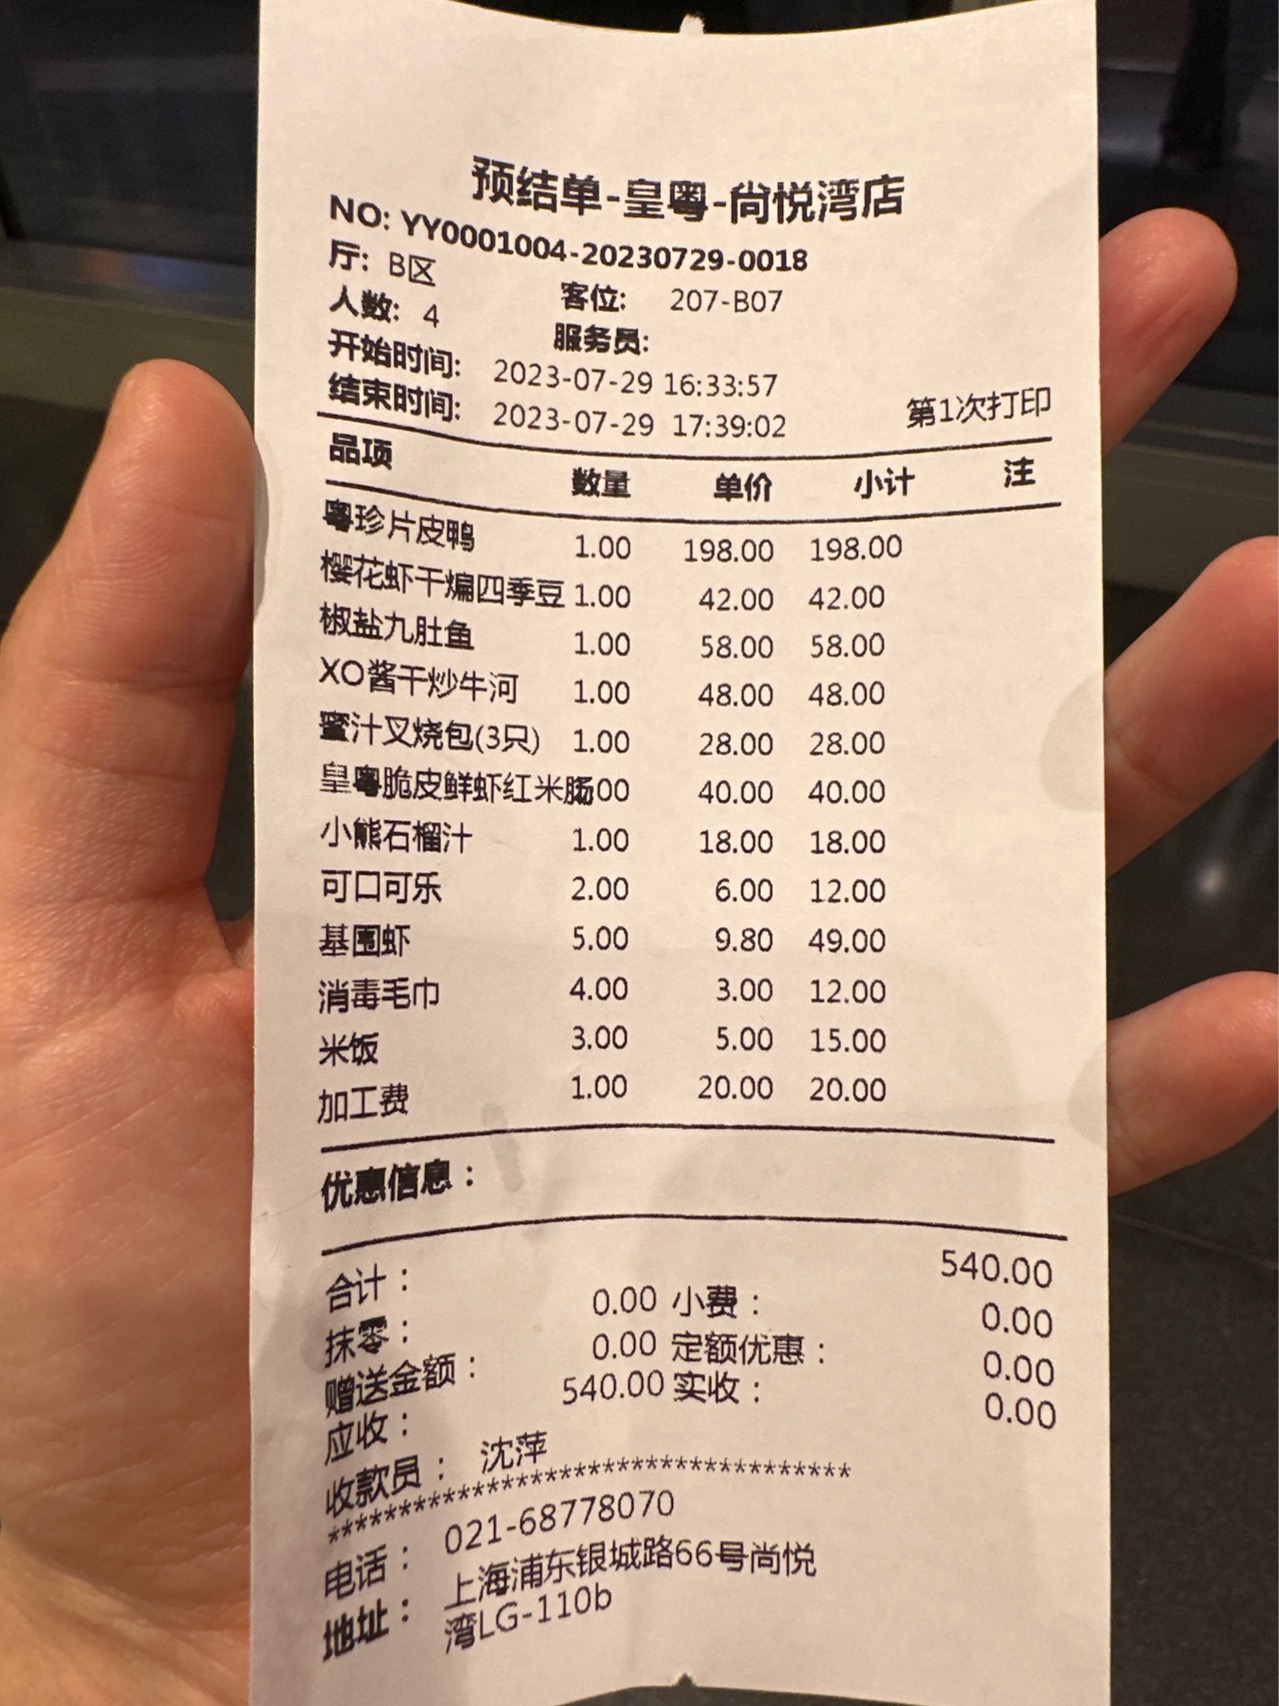 预结单-皇粤-尚悦湾店
NO: YY0001004-20230729-0018
厅: B区 客位: 207-B07
人数: 4 服务员:
开始时间: 2023-07-29 16:33:57
结束时间: 2023-07-29 17:39:02 第1次打印
品项 数量 单价 小计 注
粤珍片皮鸭 1.00 198.00 198.00
樱花虾干煸四季豆 1.00 42.00 42.00
椒盐九肚鱼 1.00 58.00 58.00
XO酱干炒牛河 1.00 48.00 48.00
蜜汁叉烧包(3只) 1.00 28.00 28.00
皇粤脆皮鲜虾红米肠00 40.00 40.00
小熊石榴汁 1.00 18.00 18.00
可口可乐 2.00 6.00 12.00
基围虾 5.00 9.80 49.00
消毒毛巾 4.00 3.00 12.00
米饭 3.00 5.00 15.00
加工费 1.00 20.00 20.00
优惠信息：
合计： 540.00
抹零： 0.00 小费： 0.00
赠送金额： 0.00 定额优惠： 0.00
应收： 540.00 实收： 0.00
收款员： 沈萍
************************************
电话： 021-68778070
地址： 上海浦东银城路66号尚悦
湾LG-110b